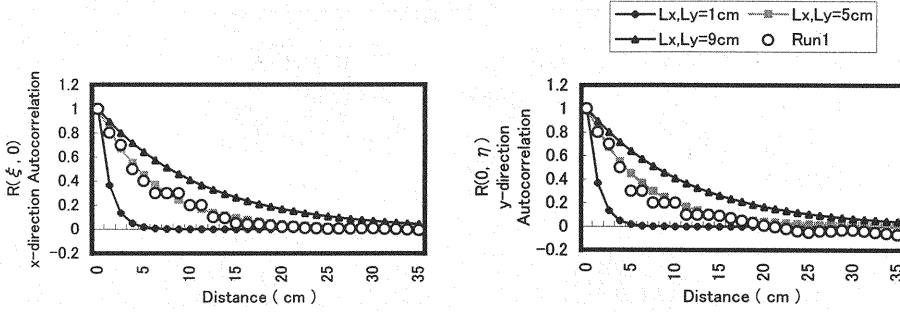 Lx,Ly=1cm Lx,Ly=5cm
Lx,Ly=9cm Run1
R(ξ, 0)
x-direction Autocorrelation
1.2
1
0.8
0.6
0.4
0.2
0
-0.2
0 5 10 15 20 25 30 35
Distance ( cm )
R(0, η)
y-direction
Autocorrelation
1.2
1
0.8
0.6
0.4
0.2
0
-0.2
0 5 10 15 20 25 30 35
Distance ( cm )